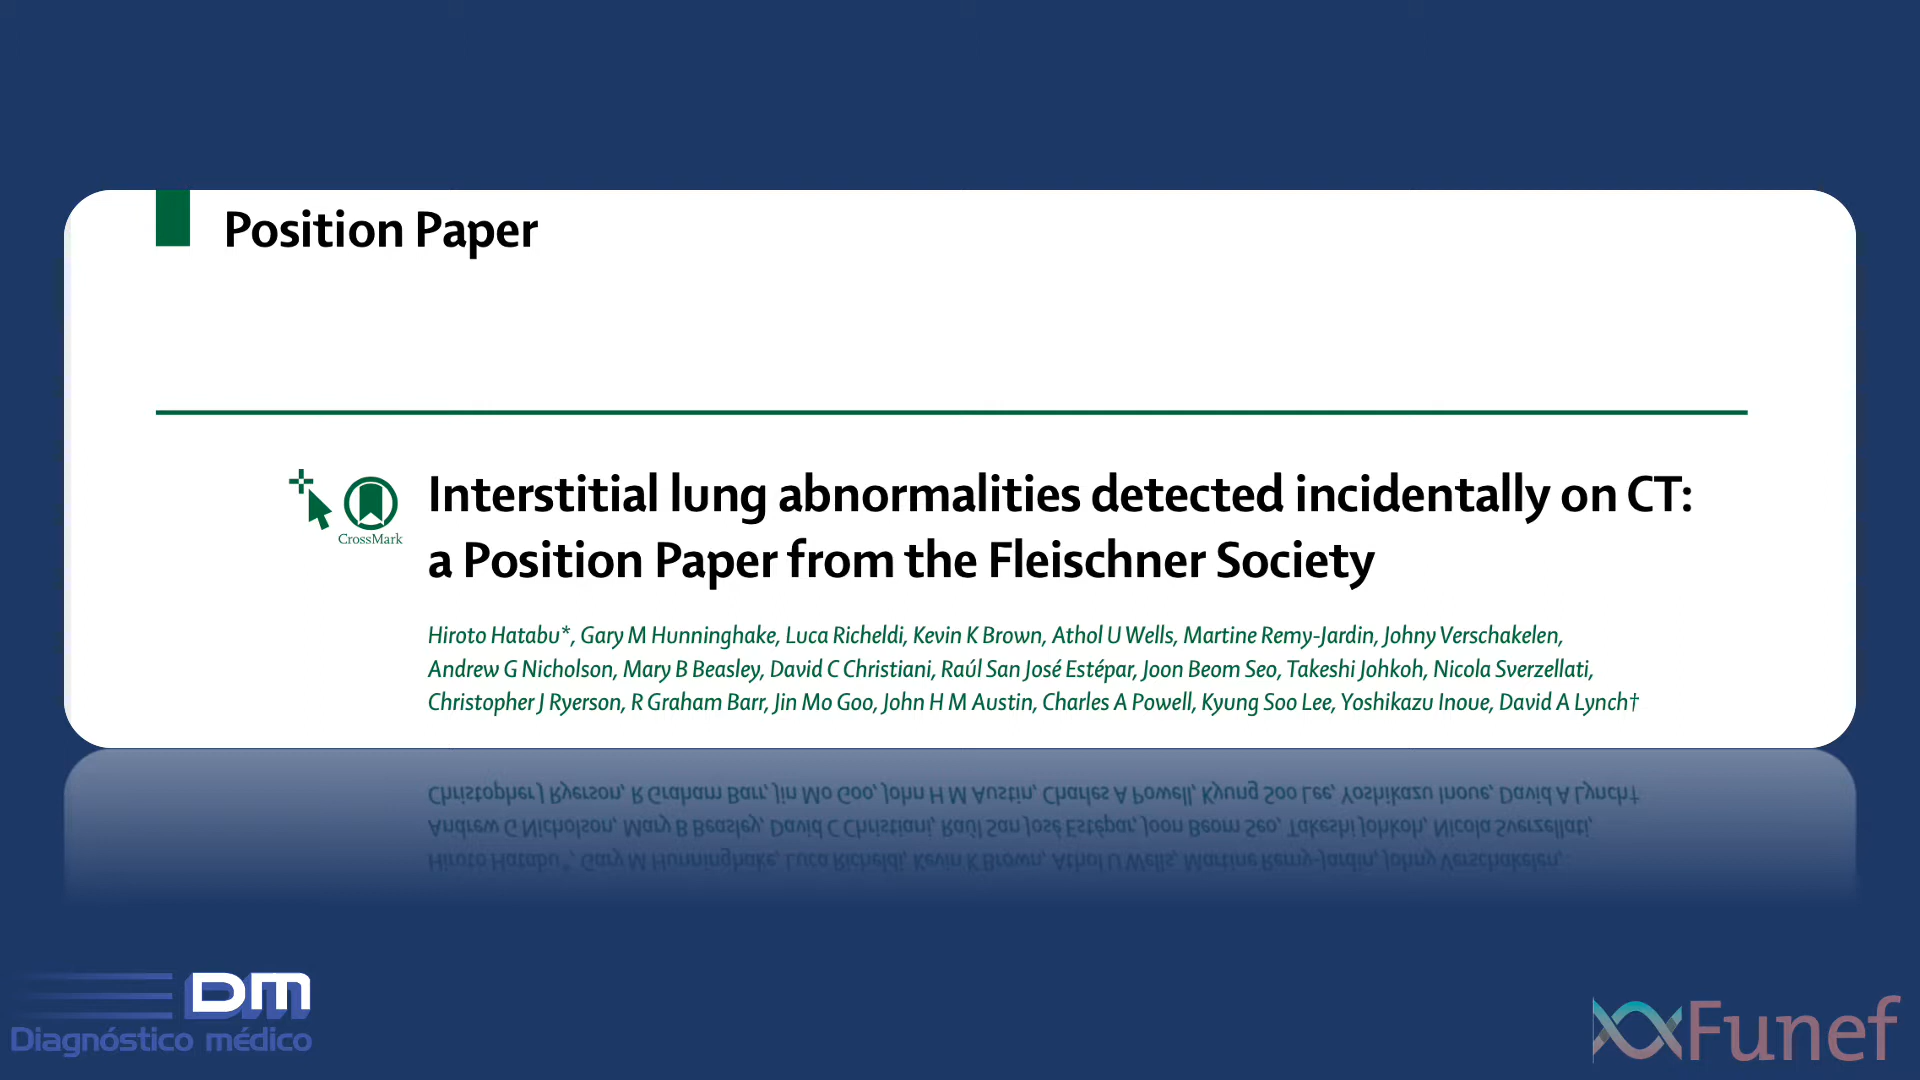 Position Paper
Interstitial lung abnormalities detected incidentally on CT:
a Position Paper from the Fleischner Society
CrossMark
Hiroto Hatabu*, Gary M Hunninghake, Luca Richeldi, Kevin K Brown, Athol U Wells, Martine Remy-Jardin, Johny Verschakelen,
Andrew G Nicholson, Mary B Beasley, David C Christiani, Raúl San José Estépar, Joon Beom Seo, Takeshi Johkoh, Nicola Sverzellati,
Christopher J Ryerson, R Graham Barr, Jin Mo Goo, John H M Austin, Charles A Powell, Kyung Soo Lee, Yoshikazu Inoue, David A Lynch†
DM
Diagnóstico médico
Funef